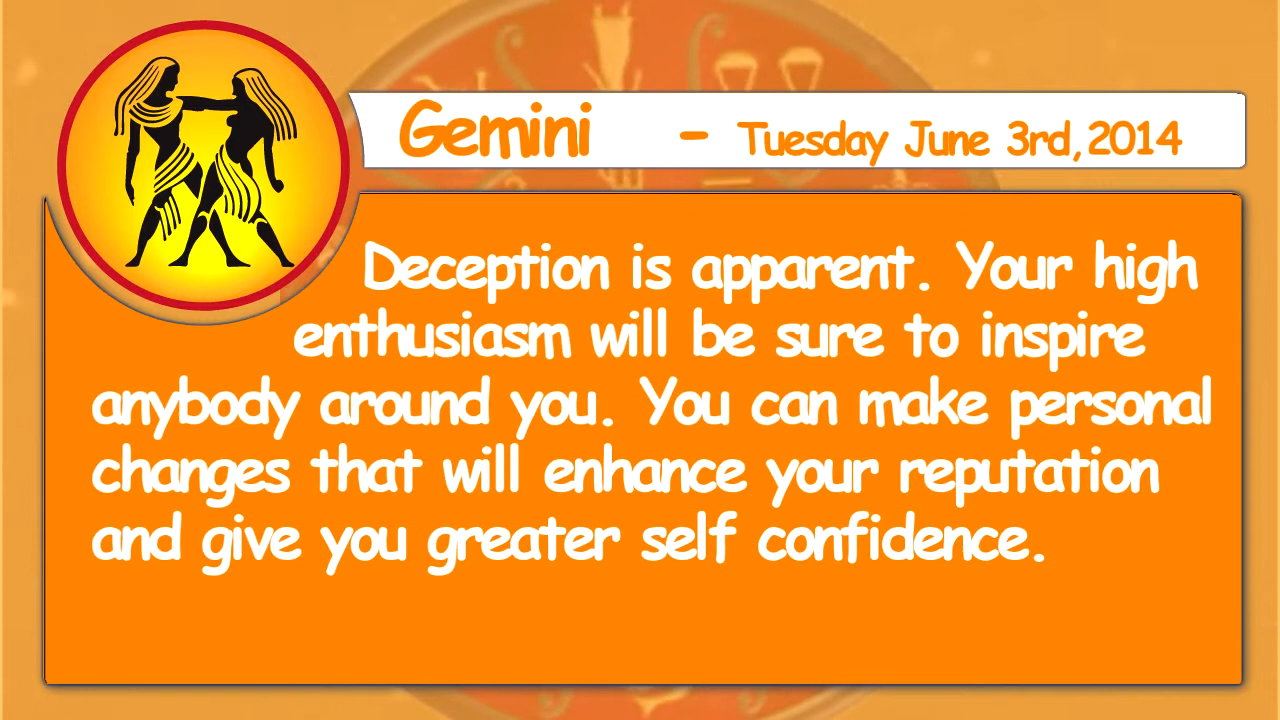 Gemini - Tuesday June 3rd,2014
Deception is apparent. Your high
enthusiasm will be sure to inspire
anybody around you. You can make personal
changes that will enhance your reputation
and give you greater self confidence.